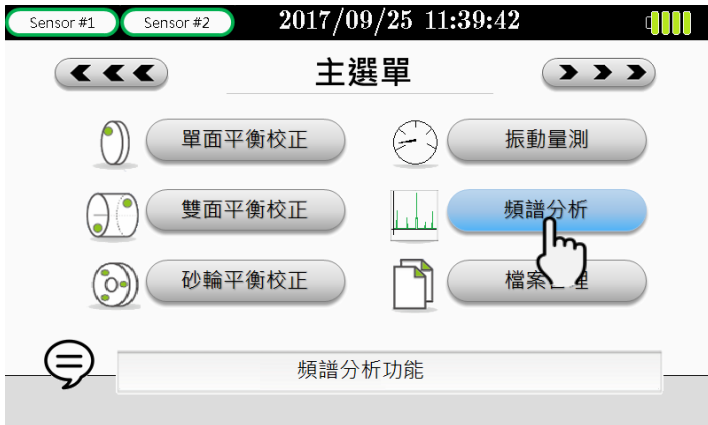 Sensor #1 Sensor #2 2017/09/25 11:39:42
主選單
單面平衡校正 振動量測
雙面平衡校正 頻譜分析
砂輪平衡校正 檔案管理
頻譜分析功能